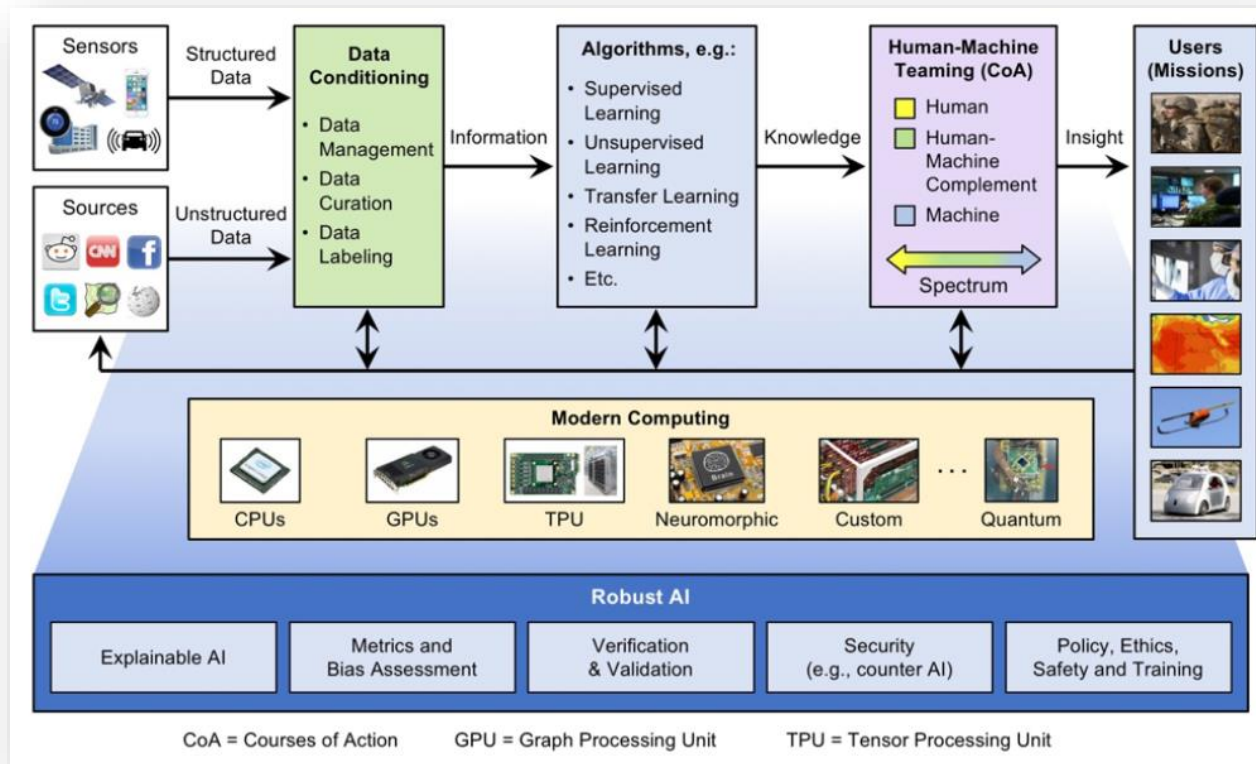 Sensors
Structured
Data
Sources
Unstructured
Data
CNN
Data
Conditioning
• Data
Management
• Data
Curation
• Data
Labeling
Information
Algorithms, e.g.:
• Supervised
Learning
• Unsupervised
Learning
• Transfer Learning
• Reinforcement
Learning
• Etc.
Knowledge
Human-Machine
Teaming (CoA)
Human
Human-
Machine
Complement
Machine
Spectrum
Insight
Users
(Missions)
Modern Computing
Brain
CPUs
GPUs
TPU
Neuromorphic
Custom
...
Quantum
Robust AI
Explainable AI
Metrics and
Bias Assessment
Verification
& Validation
Security
(e.g., counter AI)
Policy, Ethics,
Safety and Training
CoA = Courses of Action
GPU = Graph Processing Unit
TPU = Tensor Processing Unit